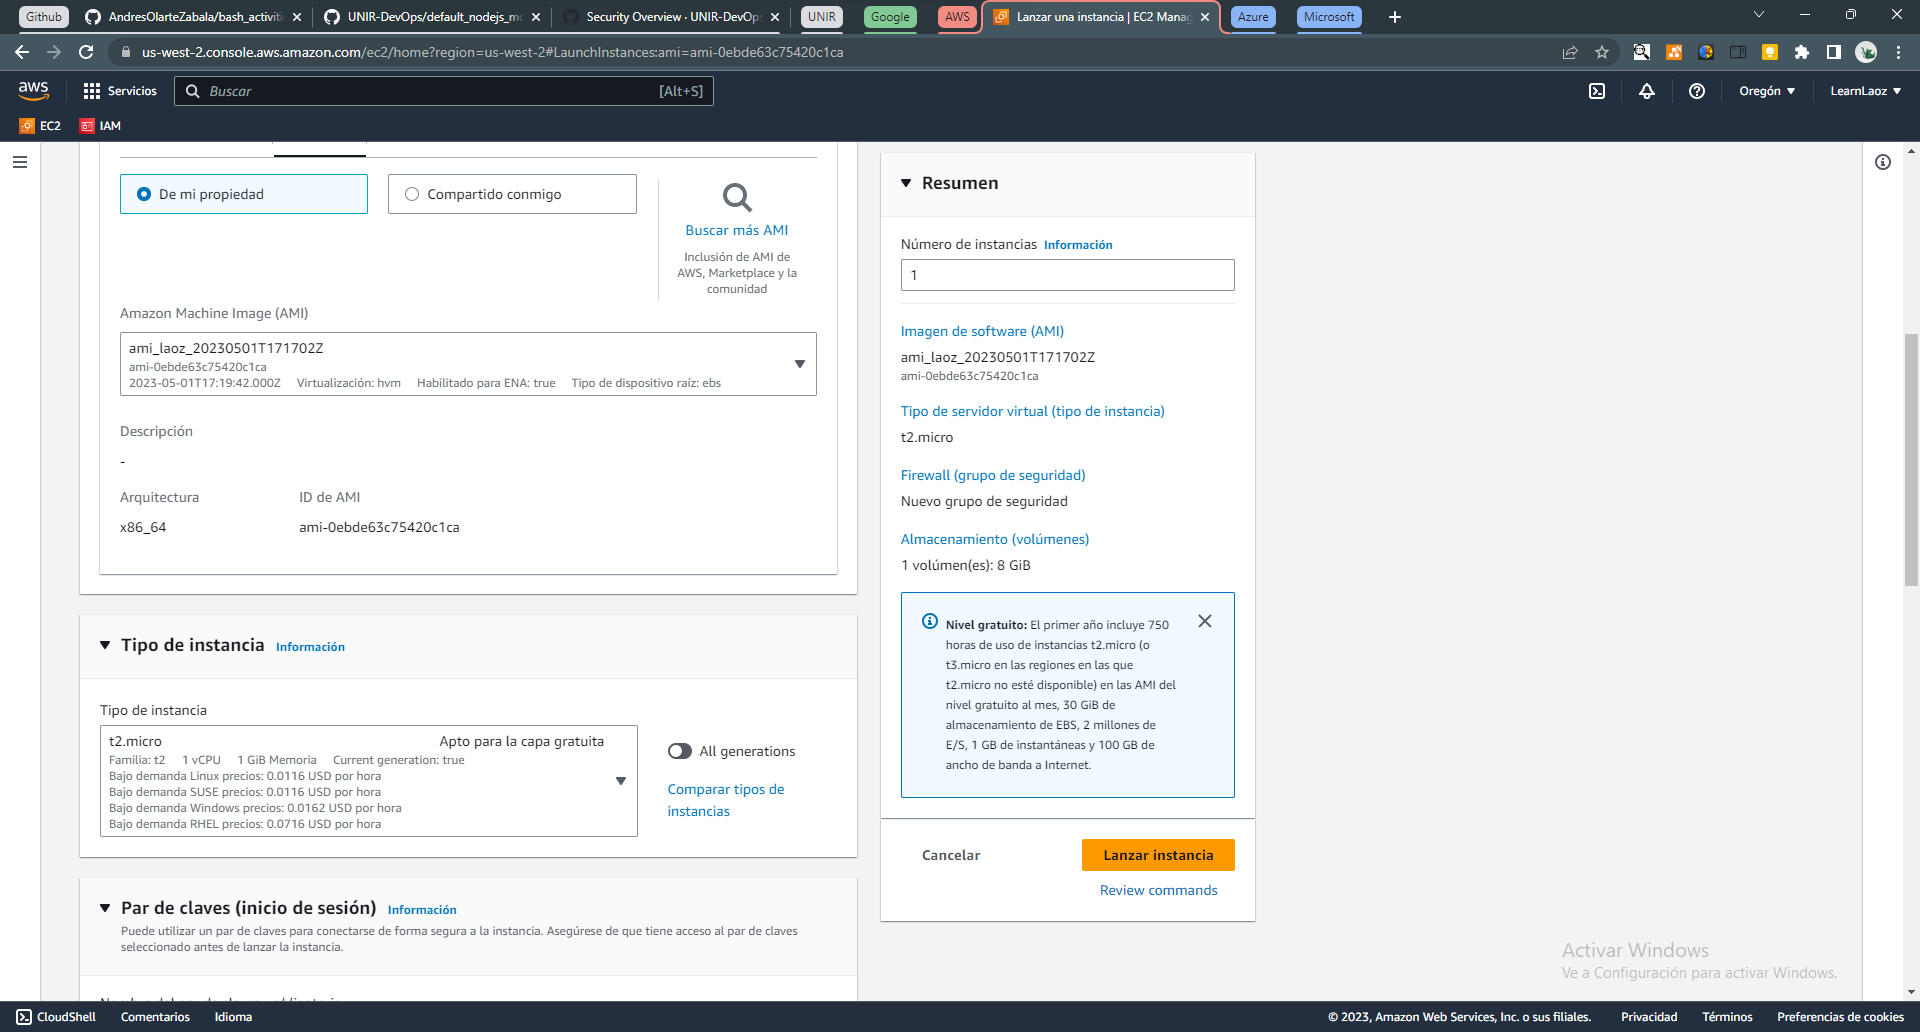 Github
AndresOlarteZabala/bash_activiti
UNIR-DevOps/default_nodejs_mo
Security Overview · UNIR-DevOp
UNIR
Google
AWS
Lanzar una instancia | EC2 Manag
Azure
Microsoft
us-west-2.console.aws.amazon.com/ec2/home?region=us-west-2#LaunchInstances:ami=ami-0ebde63c75420c1ca
aws
Servicios
Buscar
[Alt+S]
Oregón
LearnLaoz
EC2
IAM
De mi propiedad
Compartido conmigo
Buscar más AMI
Inclusión de AMI de
AWS, Marketplace y la
comunidad
Amazon Machine Image (AMI)
ami_laoz_20230501T171702Z
ami-0ebde63c75420c1ca
2023-05-01T17:19:42.000Z Virtualización: hvm Habilitado para ENA: true Tipo de dispositivo raíz: ebs
Descripción
-
Arquitectura
ID de AMI
x86_64
ami-0ebde63c75420c1ca
Tipo de instancia Información
Tipo de instancia
t2.micro
Apto para la capa gratuita
Familia: t2 1 vCPU 1 GiB Memoria Current generation: true
Bajo demanda Linux precios: 0.0116 USD por hora
Bajo demanda SUSE precios: 0.0116 USD por hora
Bajo demanda Windows precios: 0.0162 USD por hora
Bajo demanda RHEL precios: 0.0716 USD por hora
All generations
Comparar tipos de
instancias
Par de claves (inicio de sesión) Información
Puede utilizar un par de claves para conectarse de forma segura a la instancia. Asegúrese de que tiene acceso al par de claves
seleccionado antes de lanzar la instancia.
Resumen
Número de instancias Información
1
Imagen de software (AMI)
ami_laoz_20230501T171702Z
ami-0ebde63c75420c1ca
Tipo de servidor virtual (tipo de instancia)
t2.micro
Firewall (grupo de seguridad)
Nuevo grupo de seguridad
Almacenamiento (volúmenes)
1 volúmen(es): 8 GiB
Nivel gratuito: El primer año incluye 750
horas de uso de instancias t2.micro (o
t3.micro en las regiones en las que
t2.micro no esté disponible) en las AMI del
nivel gratuito al mes, 30 GiB de
almacenamiento de EBS, 2 millones de
E/S, 1 GB de instantáneas y 100 GB de
ancho de banda a Internet.
Cancelar
Lanzar instancia
Review commands
Activar Windows
Ve a Configuración para activar Windows.
CloudShell
Comentarios
Idioma
© 2023, Amazon Web Services, Inc. o sus filiales.
Privacidad
Términos
Preferencias de cookies